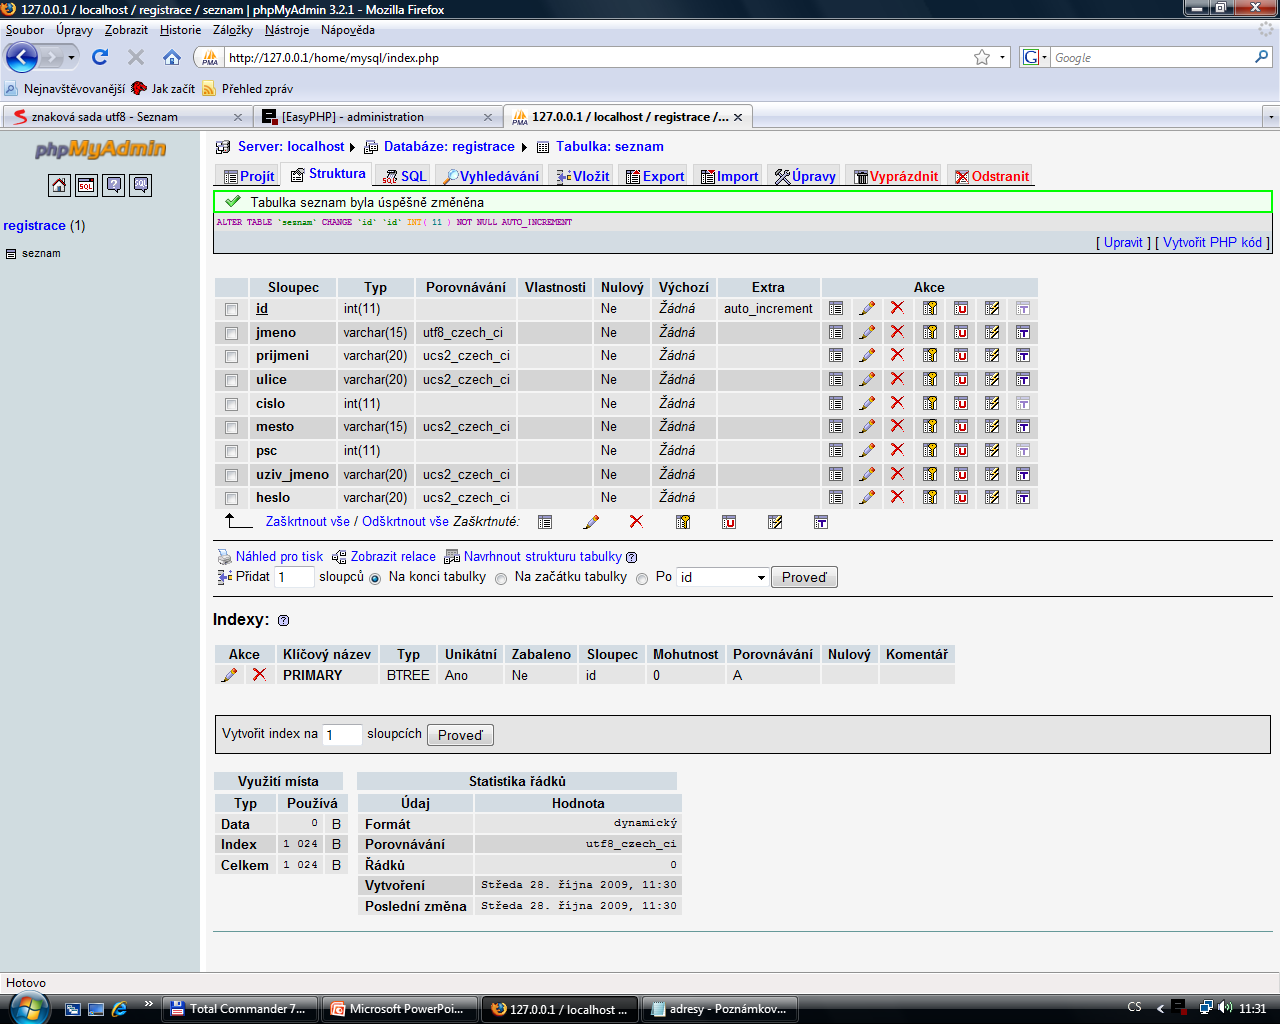 127.0.0.1 / localhost / registrace / seznam | phpMyAdmin 3.2.1 - Mozilla Firefox
Soubor Úpravy Zobrazit Historie Záložky Nástroje Nápověda
PMA http://127.0.0.1/home/mysql/index.php G Google
Nejnavštěvovanější Jak začít Přehled zpráv
znaková sada utf8 - Seznam [EasyPHP] - administration PMA 127.0.0.1 / localhost / registrace /...
phpMyAdmin
SQL
registrace (1)
seznam
Server: localhost Databáze: registrace Tabulka: seznam
Projít Struktura SQL Vyhledávání Vložit Export Import Úpravy Vyprázdnit Odstranit
Tabulka seznam byla úspěšně změněna
ALTER TABLE `seznam` CHANGE `id` `id` INT( 11 ) NOT NULL AUTO_INCREMENT
[ Upravit ] [ Vytvořit PHP kód ]
Sloupec Typ Porovnávání Vlastnosti Nulový Výchozí Extra Akce
id int(11) Ne Žádná auto_increment
jmeno varchar(15) utf8_czech_ci Ne Žádná
prijmeni varchar(20) ucs2_czech_ci Ne Žádná
ulice varchar(20) ucs2_czech_ci Ne Žádná
cislo int(11) Ne Žádná
mesto varchar(15) ucs2_czech_ci Ne Žádná
psc int(11) Ne Žádná
uziv_jmeno varchar(20) ucs2_czech_ci Ne Žádná
heslo varchar(20) ucs2_czech_ci Ne Žádná
Zaškrtnout vše / Odškrtnout vše Zaškrtnuté:
Náhled pro tisk Zobrazit relace Navrhnout strukturu tabulky
Přidat 1 sloupců Na konci tabulky Na začátku tabulky Po id Proveď
Indexy:
Akce Klíčový název Typ Unikátní Zabaleno Sloupec Mohutnost Porovnávání Nulový Komentář
PRIMARY BTREE Ano Ne id 0 A
Vytvořit index na 1 sloupcích Proveď
Využití místa
Typ Používá
Data 0 B
Index 1 024 B
Celkem 1 024 B
Statistika řádků
Údaj Hodnota
Formát dynamický
Porovnávání utf8_czech_ci
Řádků 0
Vytvoření Středa 28. října 2009, 11:30
Poslední změna Středa 28. října 2009, 11:30
Hotovo
Total Commander 7... Microsoft PowerPoi... 127.0.0.1 / localhost ... adresy - Poznámkov... CS 11:31